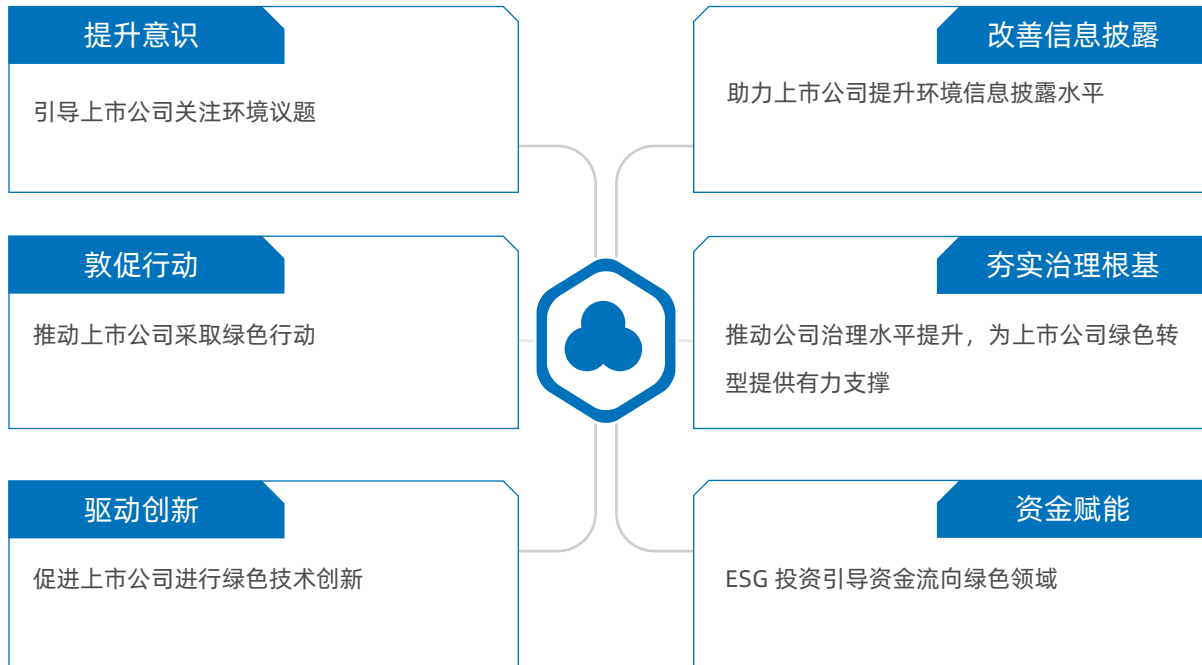 提升意识
引导上市公司关注环境议题
改善信息披露
助力上市公司提升环境信息披露水平
敦促行动
推动上市公司采取绿色行动
夯实治理根基
推动公司治理水平提升，为上市公司绿色转
型提供有力支撑
驱动创新
促进上市公司进行绿色技术创新
资金赋能
ESG 投资引导资金流向绿色领域